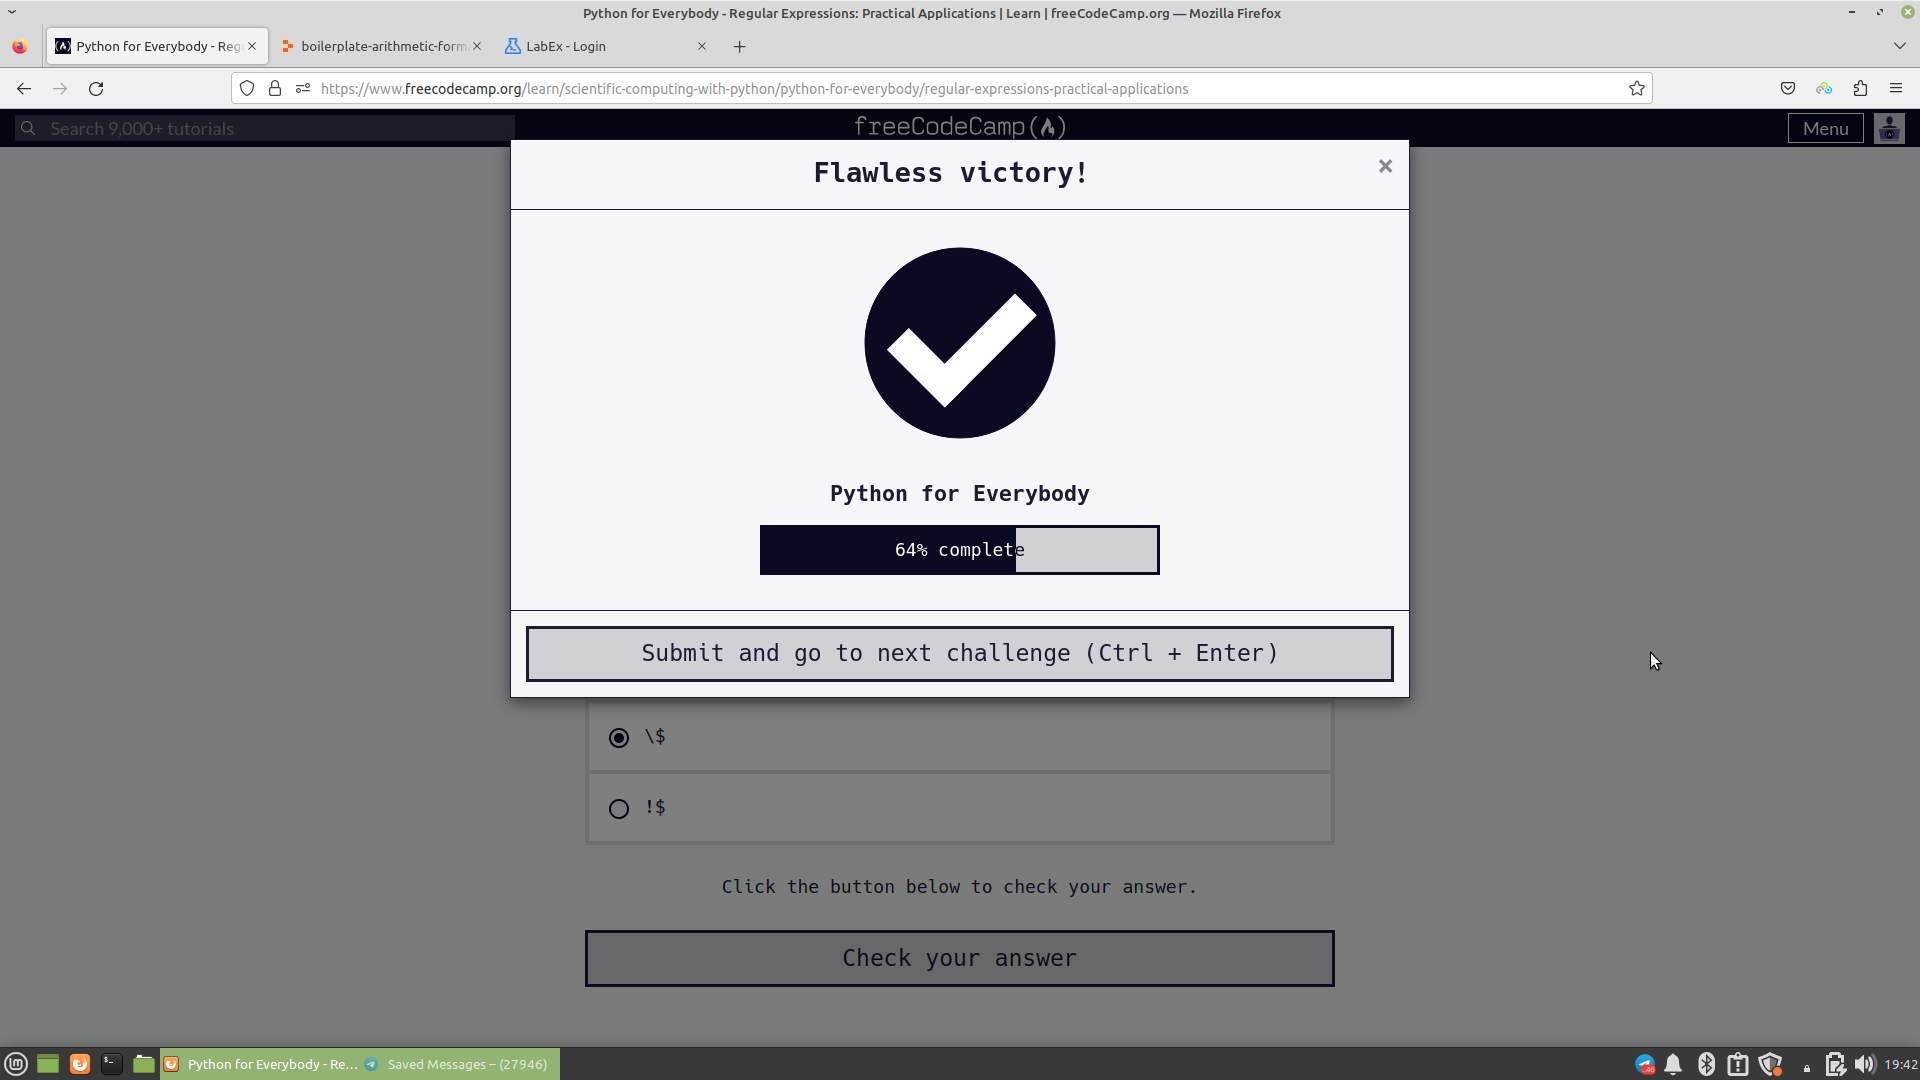 Python for Everybody - Regular Expressions: Practical Applications | Learn | freeCodeCamp.org — Mozilla Firefox
Python for Everybody - Reg
boilerplate-arithmetic-form
LabEx - Login
https://www.freecodecamp.org/learn/scientific-computing-with-python/python-for-everybody/regular-expressions-practical-applications
Search 9,000+ tutorials
freeCodeCamp
Menu
Flawless victory!
Python for Everybody
64% complete
Submit and go to next challenge (Ctrl + Enter)
\$
!$
Click the button below to check your answer.
Check your answer
Python for Everybody - Re...
Saved Messages – (27946)
19:42